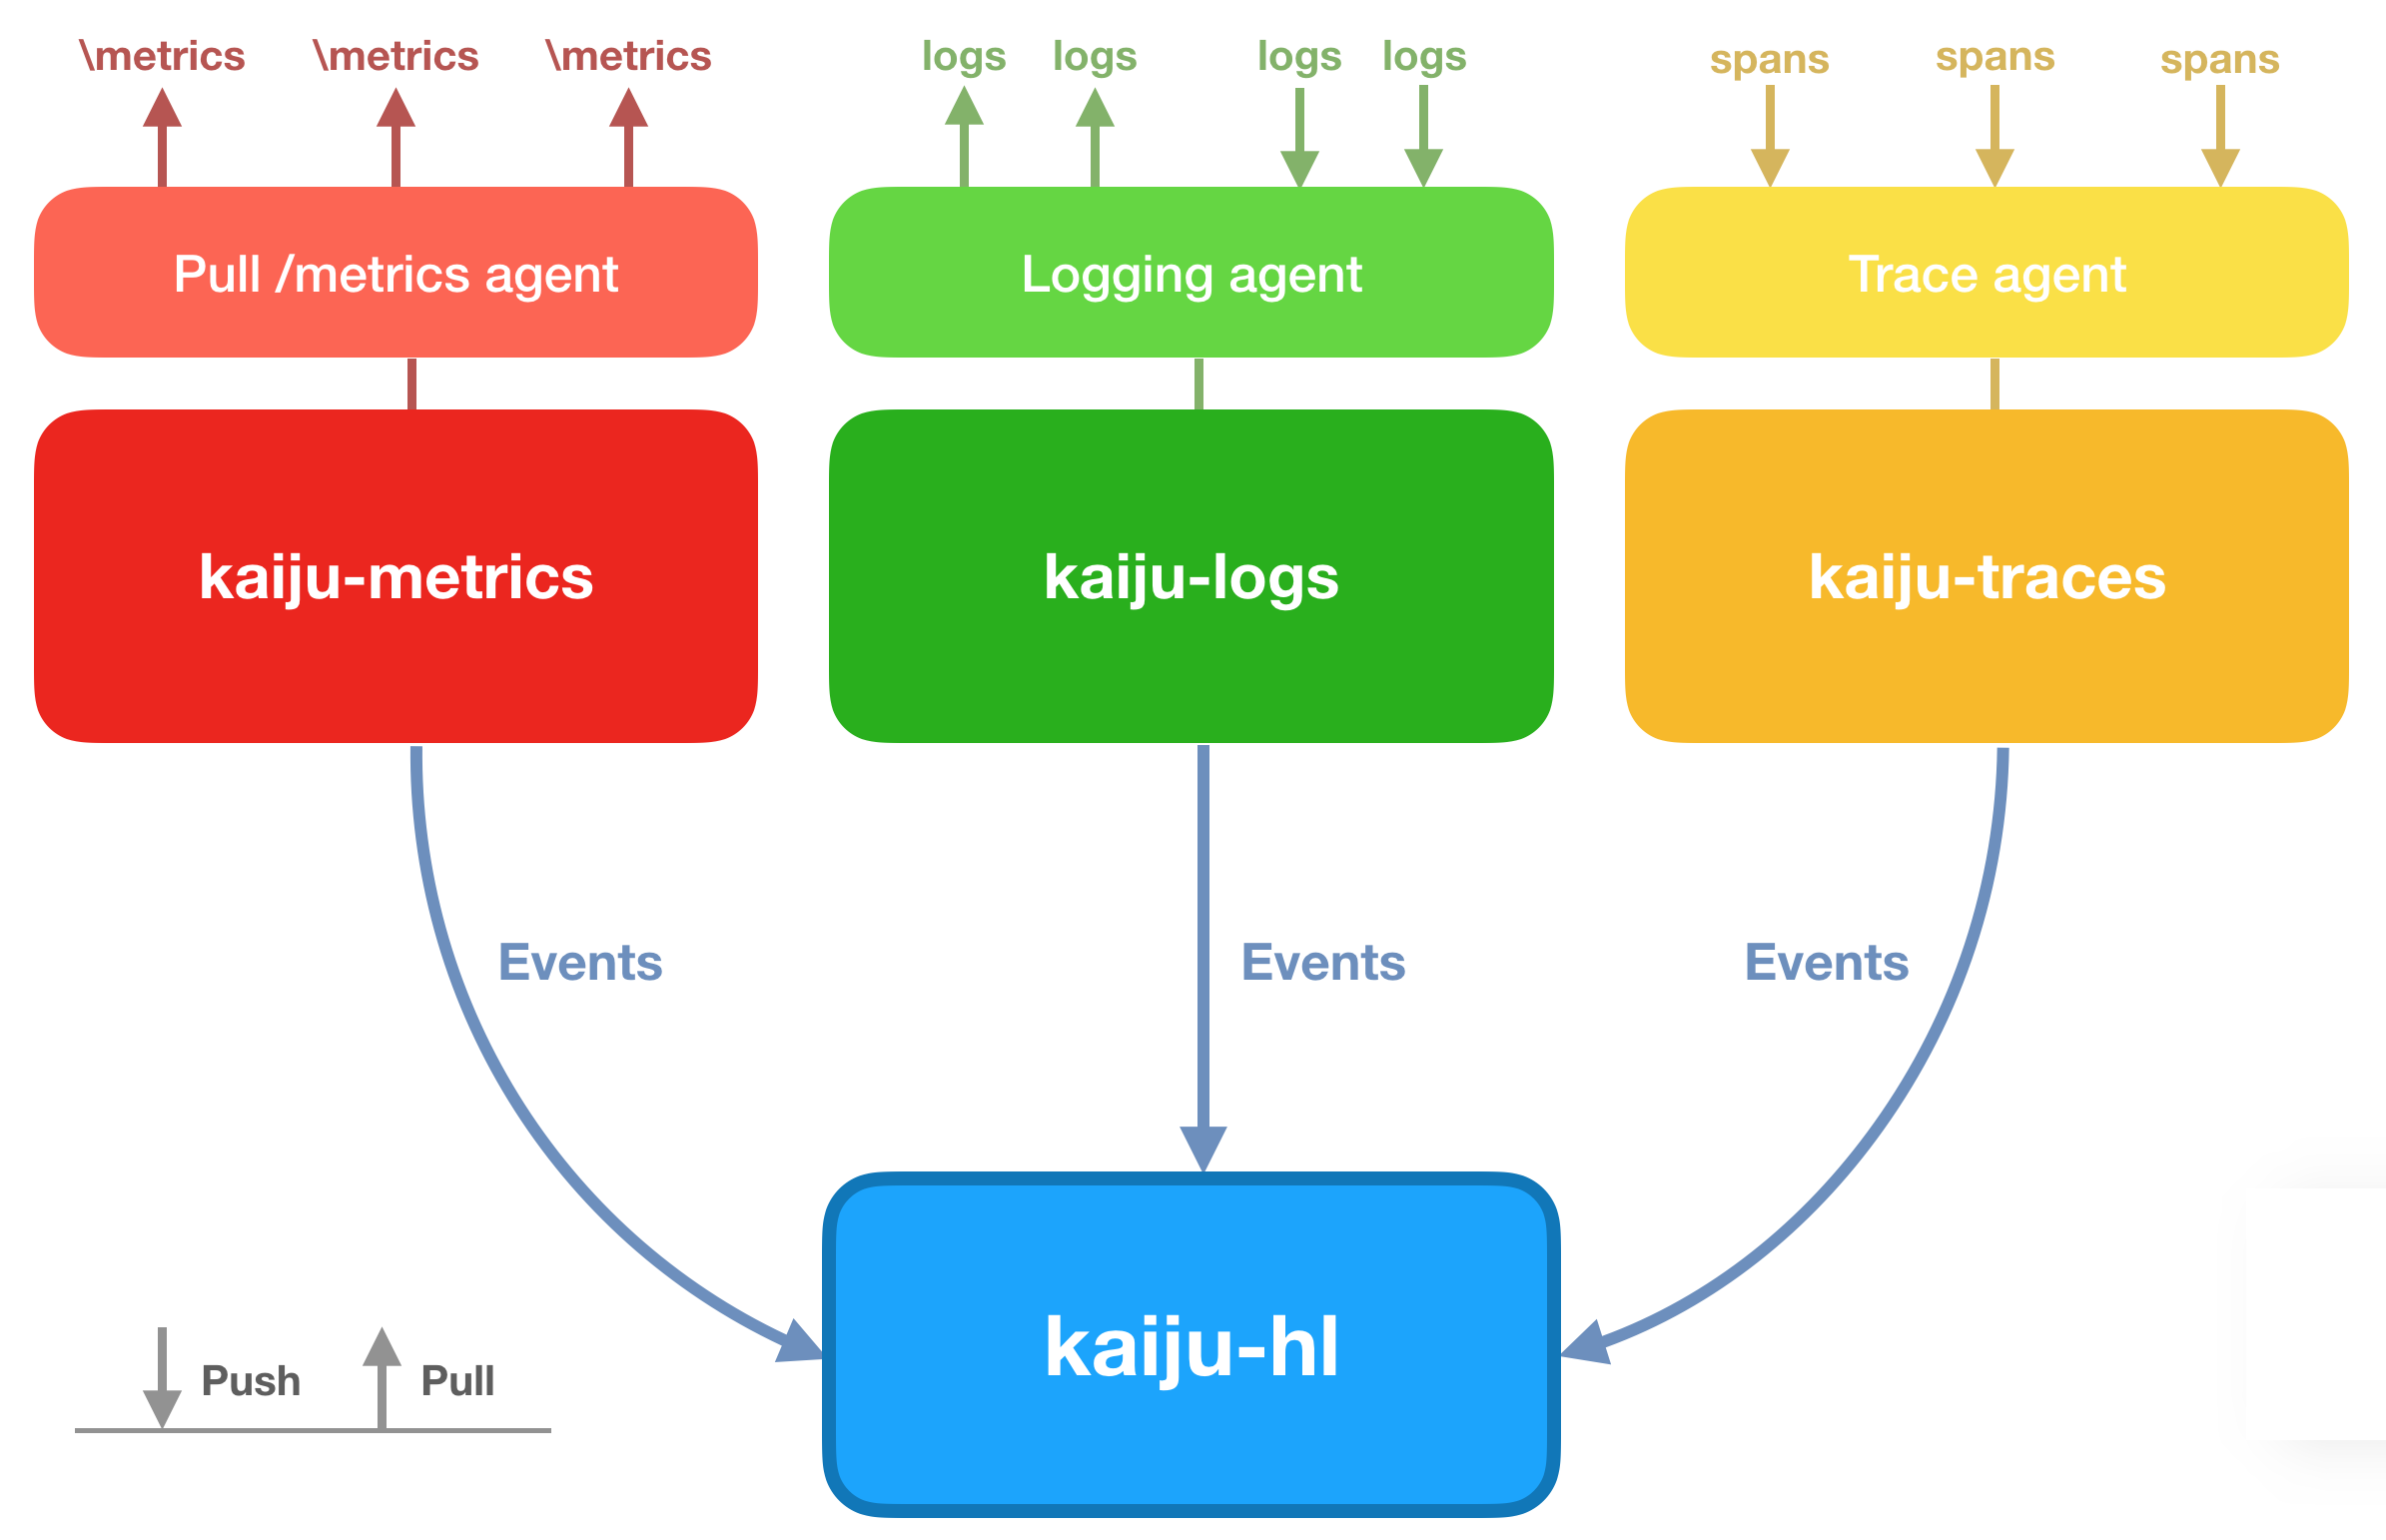 \metrics \metrics \metrics logs logs logs logs spans spans spans
Pull /metrics agent
Logging agent
Trace agent
kaiju-metrics
kaiju-logs
kaiju-traces
Events
Events
Events
kaiju-hl
Push
Pull